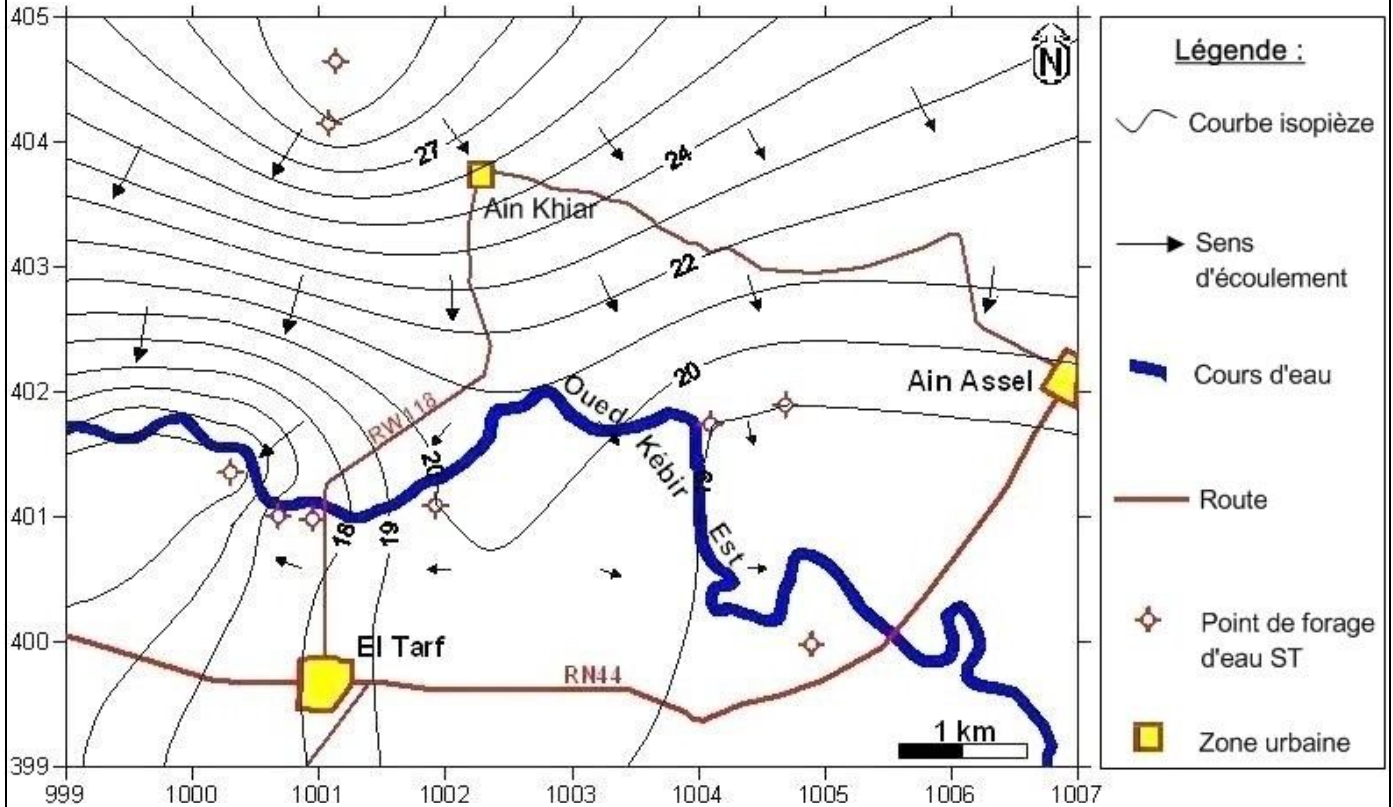 405
404
403
402
401
400
399
999
1000
1001
1002
1003
1004
1005
1006
1007
N
27
24
22
20
20
18
19
Ain Khiar
Ain Assel
El Tarf
RW118
RN44
Oued Kébir Est
1 km
Légende :
Courbe isopièze
Sens
d'écoulement
Cours d'eau
Route
Point de forage
d'eau ST
Zone urbaine